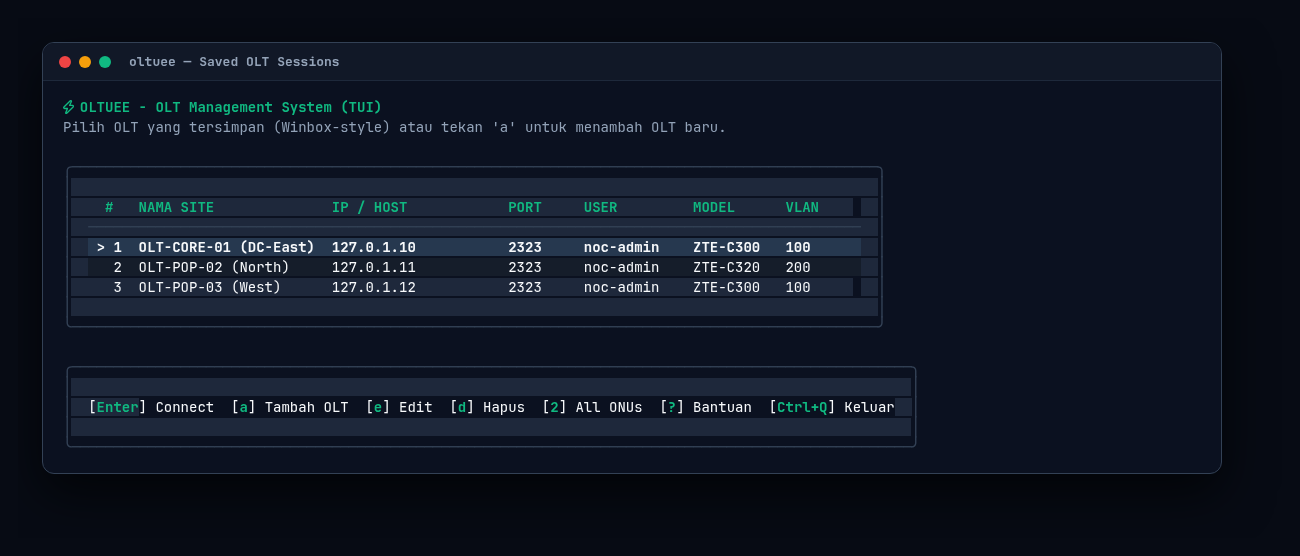 oltuee — Saved OLT Sessions
OLTUEE - OLT Management System (TUI)
Pilih OLT yang tersimpan (Winbox-style) atau tekan 'a' untuk menambah OLT baru.
# NAMA SITE IP / HOST PORT USER MODEL VLAN
> 1 OLT-CORE-01 (DC-East) 127.0.1.10 2323 noc-admin ZTE-C300 100
2 OLT-POP-02 (North) 127.0.1.11 2323 noc-admin ZTE-C320 200
3 OLT-POP-03 (West) 127.0.1.12 2323 noc-admin ZTE-C300 100
[Enter] Connect [a] Tambah OLT [e] Edit [d] Hapus [2] All ONUs [?] Bantuan [Ctrl+Q] Keluar